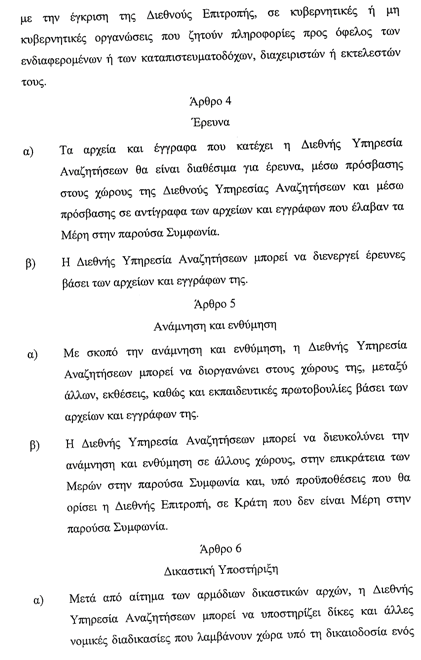 με την έγκριση της Διεθνούς Επιτροπής, σε κυβερνητικές ή μη
κυβερνητικές οργανώσεις που ζητούν πληροφορίες προς όφελος των
ενδιαφερομένων ή των καταπιστευματοδόχων, διαχειριστών ή εκτελεστών
τους.
Άρθρο 4
Έρευνα
α) Τα αρχεία και έγγραφα που κατέχει η Διεθνής Υπηρεσία
Αναζητήσεων θα είναι διαθέσιμα για έρευνα, μέσω πρόσβασης
στους χώρους της Διεθνούς Υπηρεσίας Αναζητήσεων και μέσω
πρόσβασης σε αντίγραφα των αρχείων και εγγράφων που έλαβαν τα
Μέρη στην παρούσα Συμφωνία.
β) Η Διεθνής Υπηρεσία Αναζητήσεων μπορεί να διενεργεί έρευνες
βάσει των αρχείων και εγγράφων της.
Άρθρο 5
Ανάμνηση και ενθύμηση
α) Με σκοπό την ανάμνηση και ενθύμηση, η Διεθνής Υπηρεσία
Αναζητήσεων μπορεί να διοργανώνει στους χώρους της, μεταξύ
άλλων, εκθέσεις, καθώς και εκπαιδευτικές πρωτοβουλίες βάσει των
αρχείων και εγγράφων της.
β) Η Διεθνής Υπηρεσία Αναζητήσεων μπορεί να διευκολύνει την
ανάμνηση και ενθύμηση σε άλλους χώρους, στην επικράτεια των
Μερών στην παρούσα Συμφωνία και, υπό προϋποθέσεις που θα
ορίσει η Διεθνής Επιτροπή, σε Κράτη που δεν είναι Μέρη στην
παρούσα Συμφωνία.
Άρθρο 6
Δικαστική Υποστήριξη
α) Μετά από αίτημα των αρμόδιων δικαστικών αρχών, η Διεθνής
Υπηρεσία Αναζητήσεων μπορεί να υποστηρίζει δίκες και άλλες
νομικές διαδικασίες που λαμβάνουν χώρα υπό τη δικαιοδοσία ενός